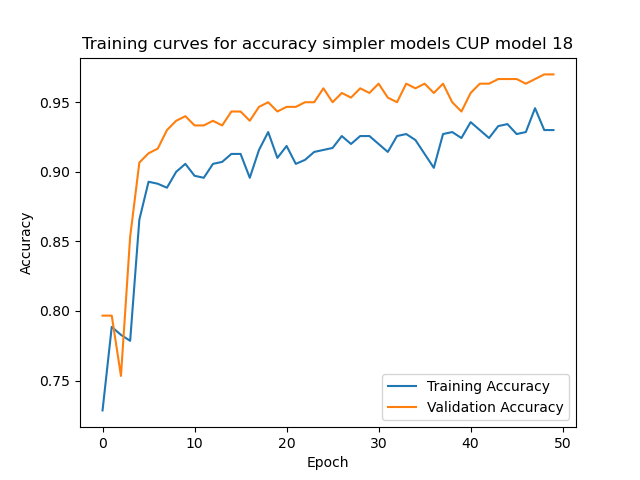 Training curves for accuracy simpler models CUP model 18
Accuracy
0.95
0.90
0.85
0.80
0.75
0 10 20 30 40 50
Epoch
Training Accuracy
Validation Accuracy